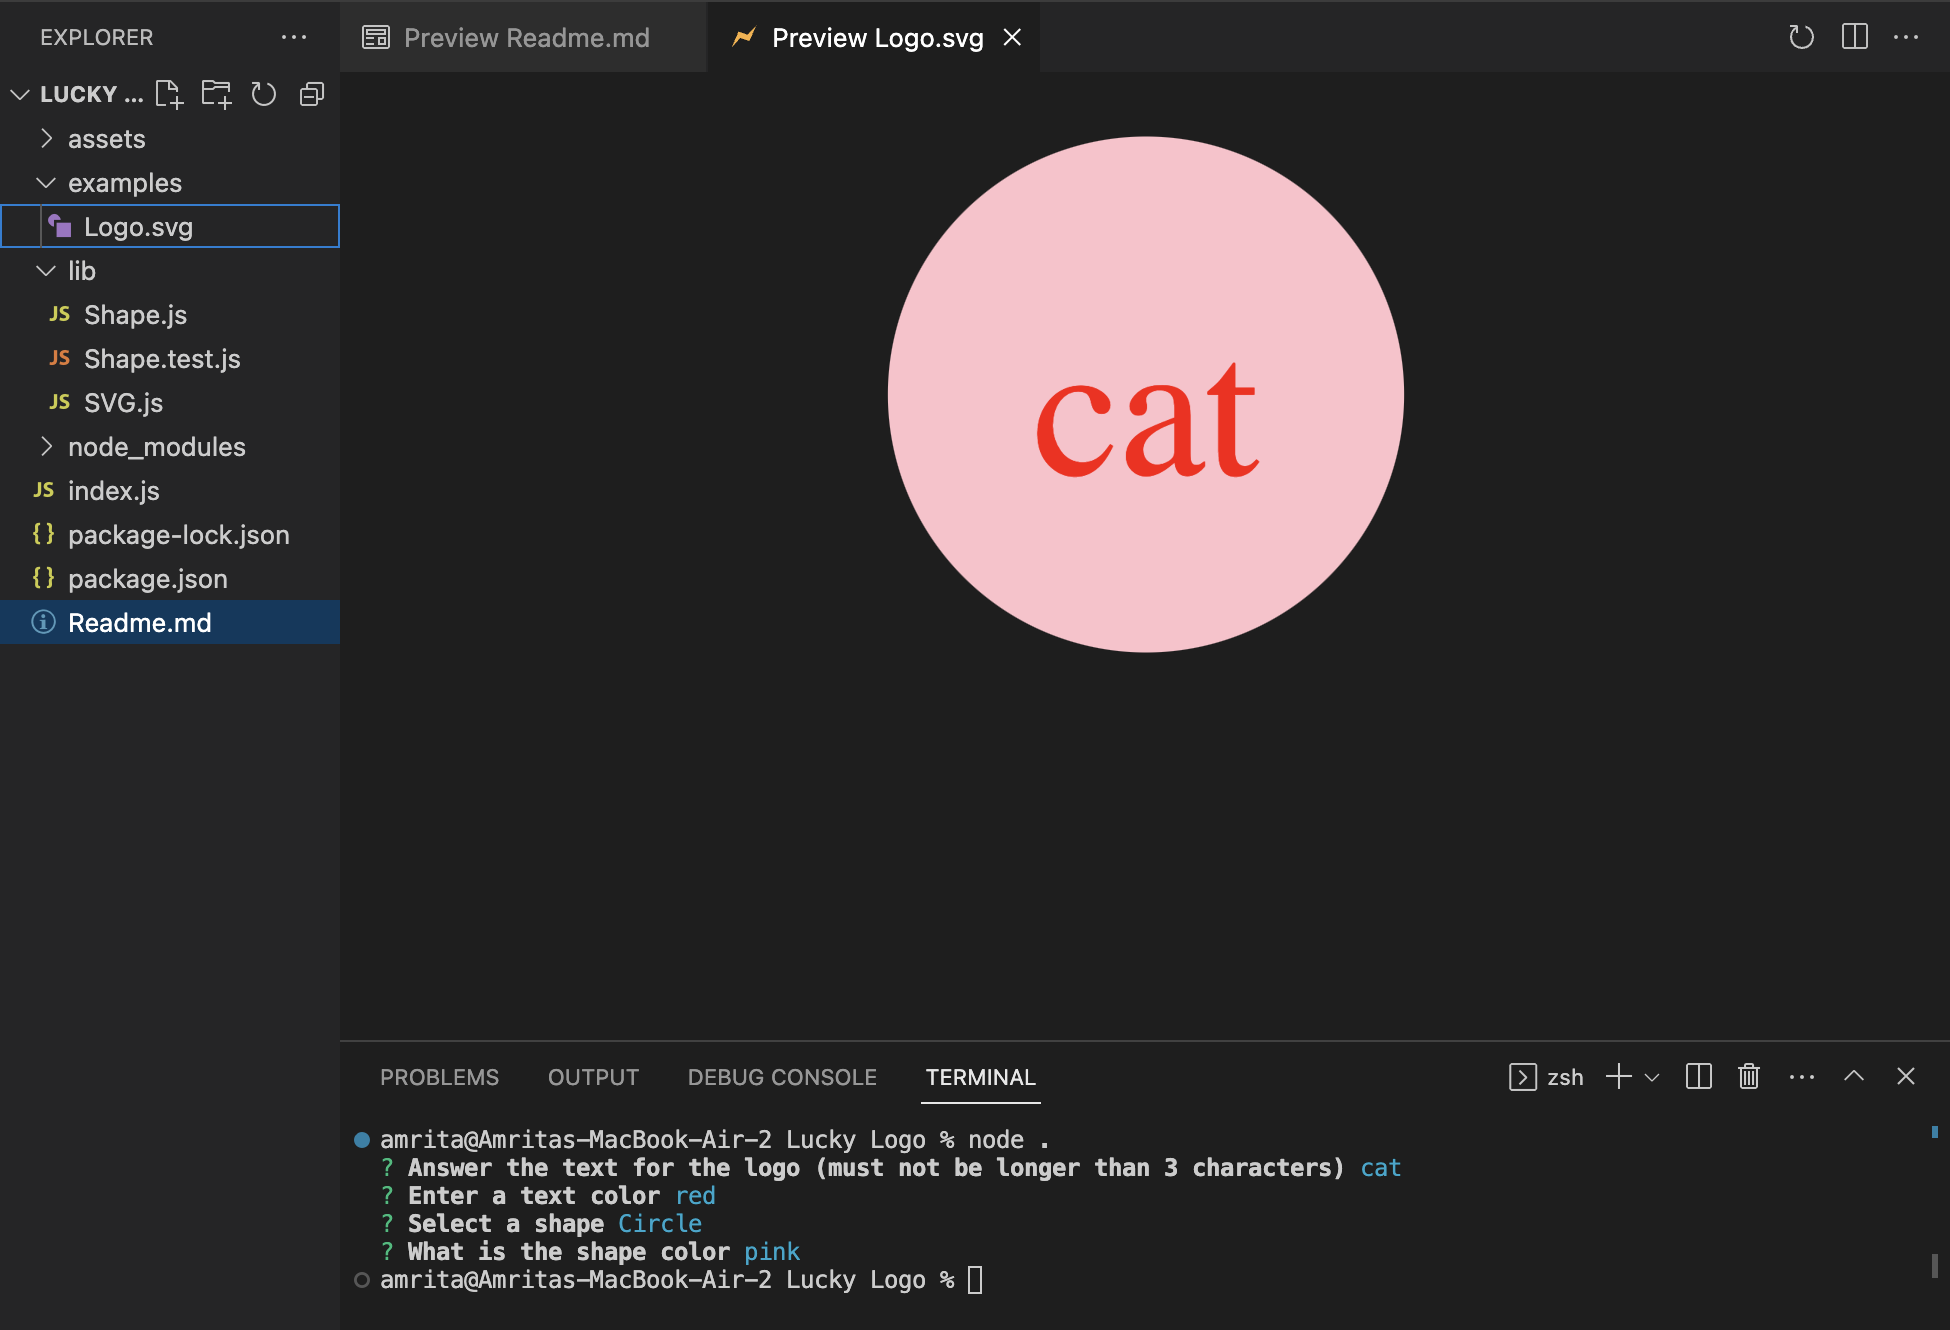 EXPLORER
LUCKY ...
assets
examples
Logo.svg
lib
JS Shape.js
JS Shape.test.js
JS SVG.js
node_modules
JS index.js
{} package-lock.json
{} package.json
Readme.md
Preview Readme.md
Preview Logo.svg
cat
PROBLEMS OUTPUT DEBUG CONSOLE TERMINAL
zsh
amrita@Amritas-MacBook-Air-2 Lucky Logo % node .
? Answer the text for the logo (must not be longer than 3 characters) cat
? Enter a text color red
? Select a shape Circle
? What is the shape color pink
amrita@Amritas-MacBook-Air-2 Lucky Logo %